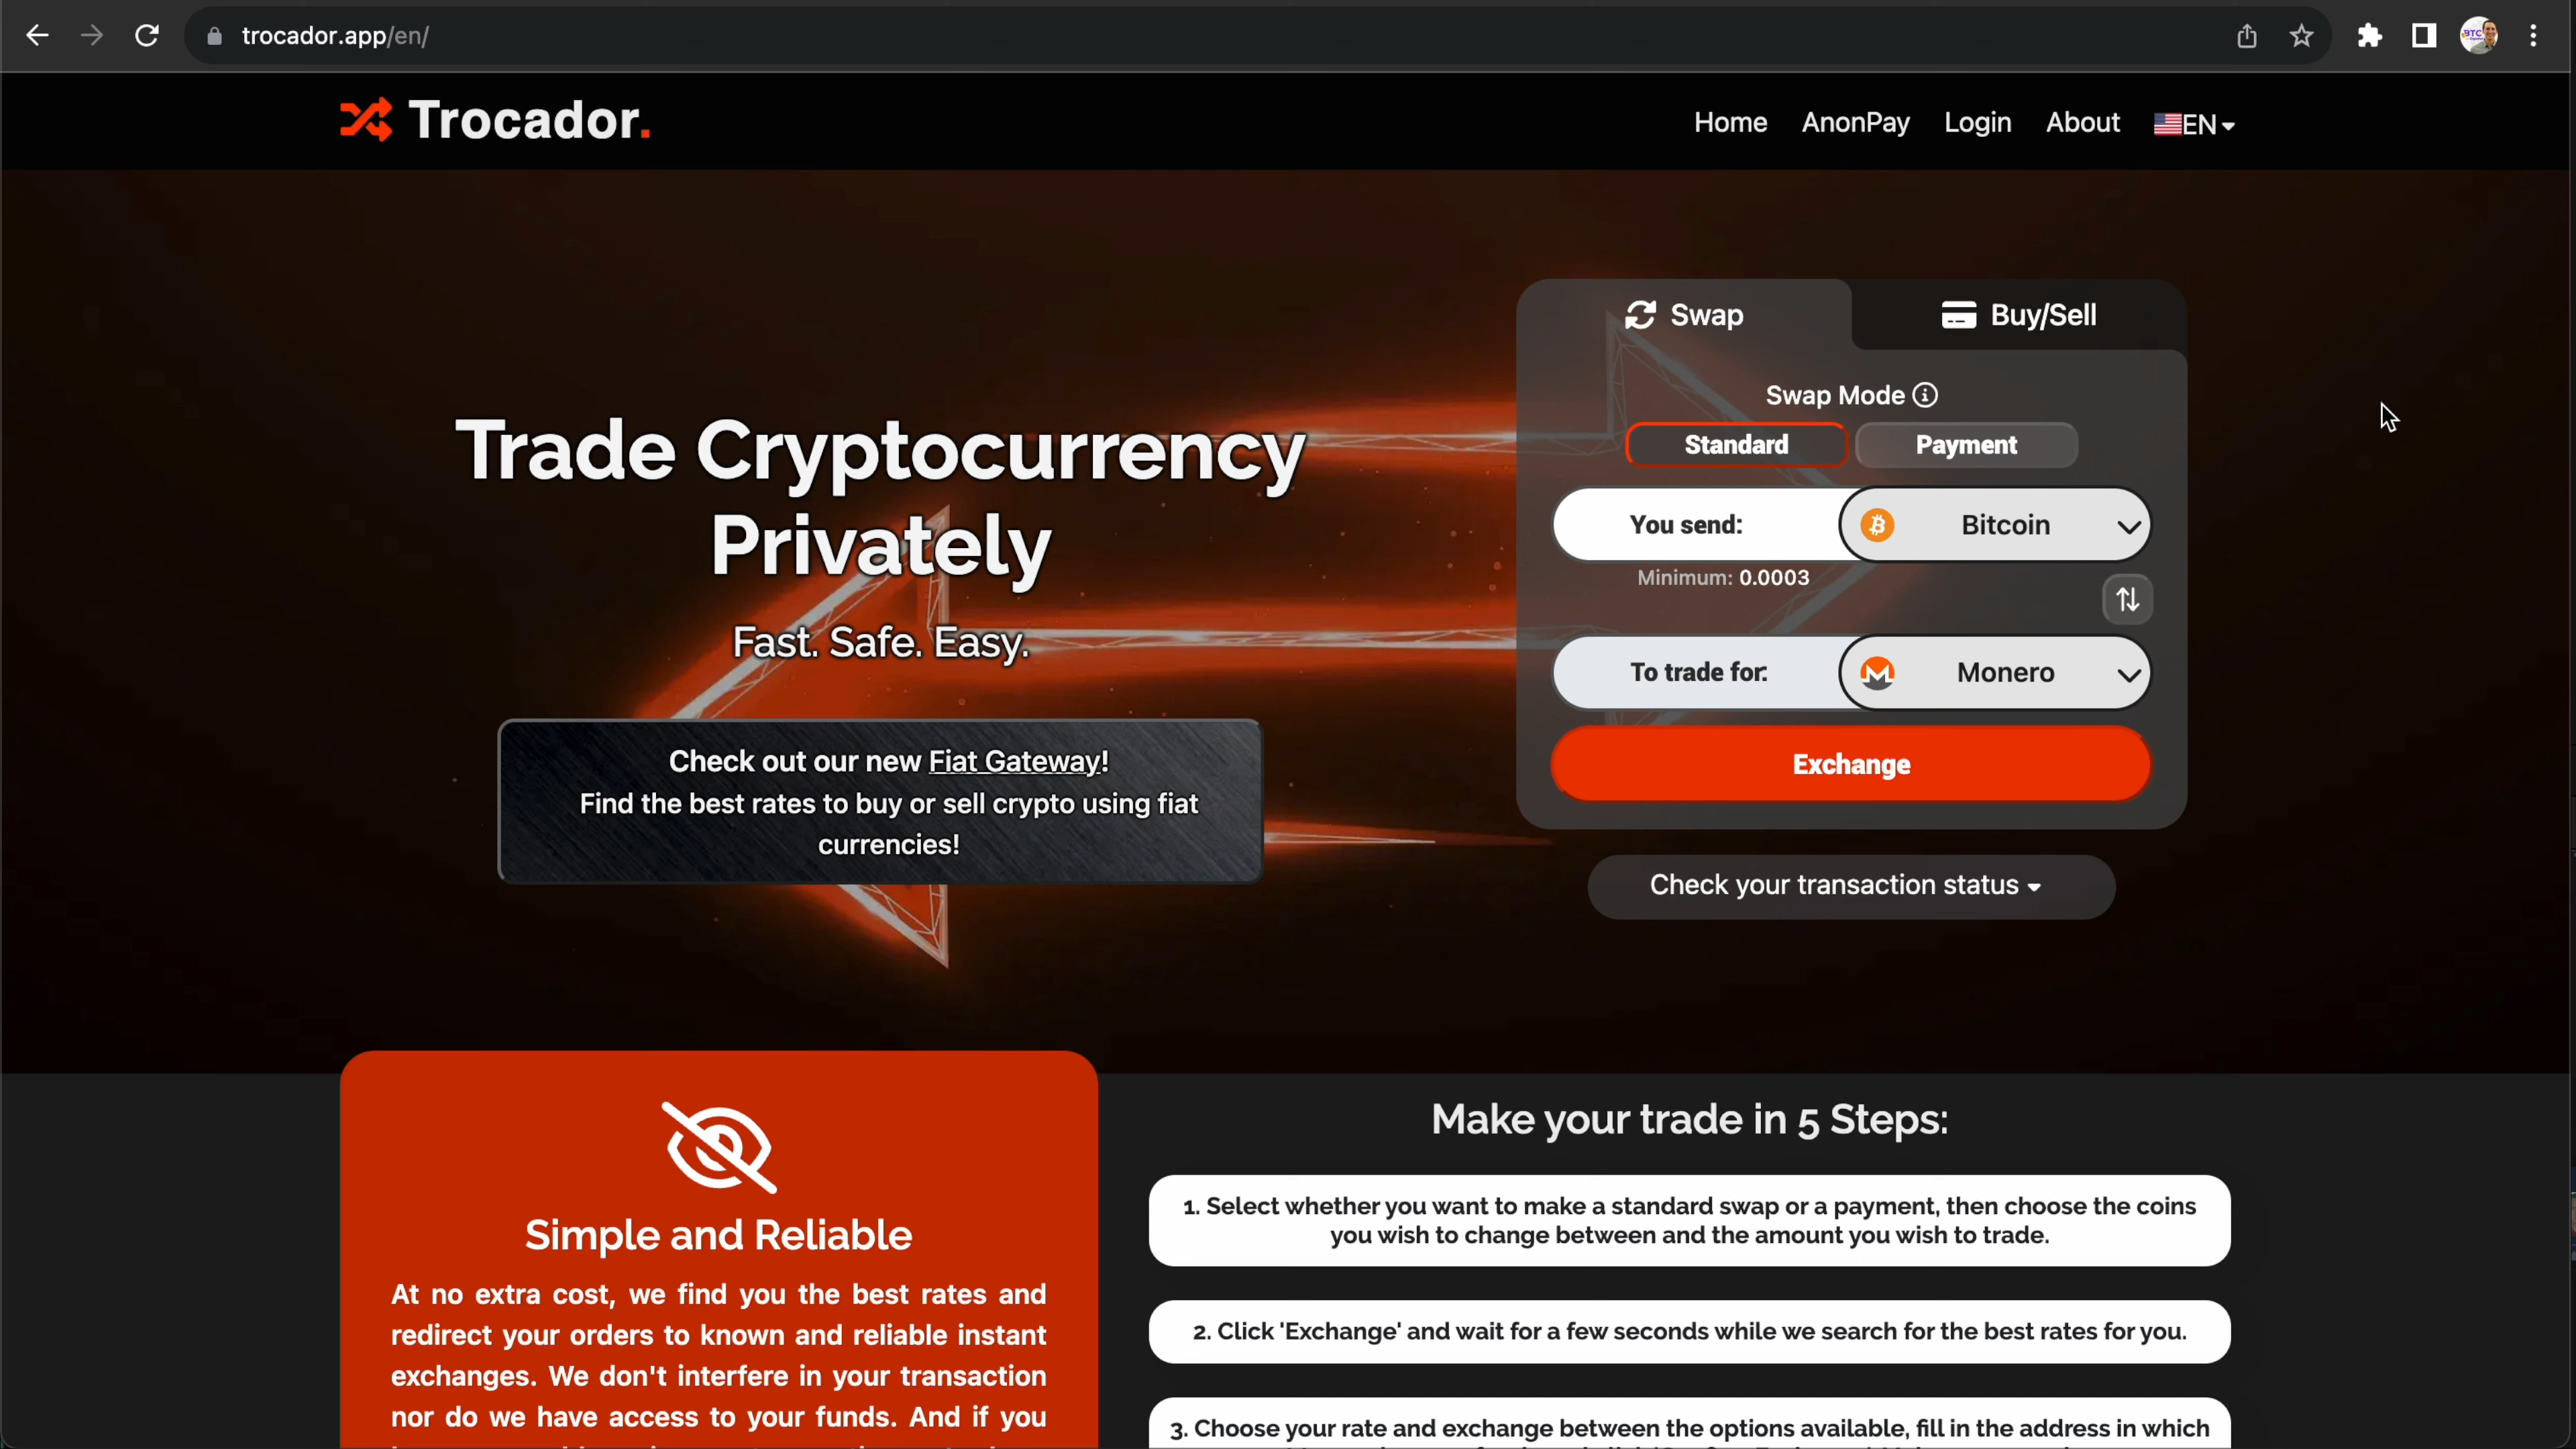 trocador.app/en/
BTC
Trocador.
Home AnonPay Login About EN
Swap Buy/Sell
Swap Mode
Standard Payment
You send: Bitcoin
Minimum: 0.0003
To trade for: Monero
Exchange
Check your transaction status
Trade Cryptocurrency
Privately
Fast. Safe. Easy.
Check out our new Fiat Gateway!
Find the best rates to buy or sell crypto using fiat
currencies!
Simple and Reliable
At no extra cost, we find you the best rates and
redirect your orders to known and reliable instant
exchanges. We don't interfere in your transaction
nor do we have access to your funds. And if you
Make your trade in 5 Steps:
1. Select whether you want to make a standard swap or a payment, then choose the coins
you wish to change between and the amount you wish to trade.
2. Click 'Exchange' and wait for a few seconds while we search for the best rates for you.
3. Choose your rate and exchange between the options available, fill in the address in which